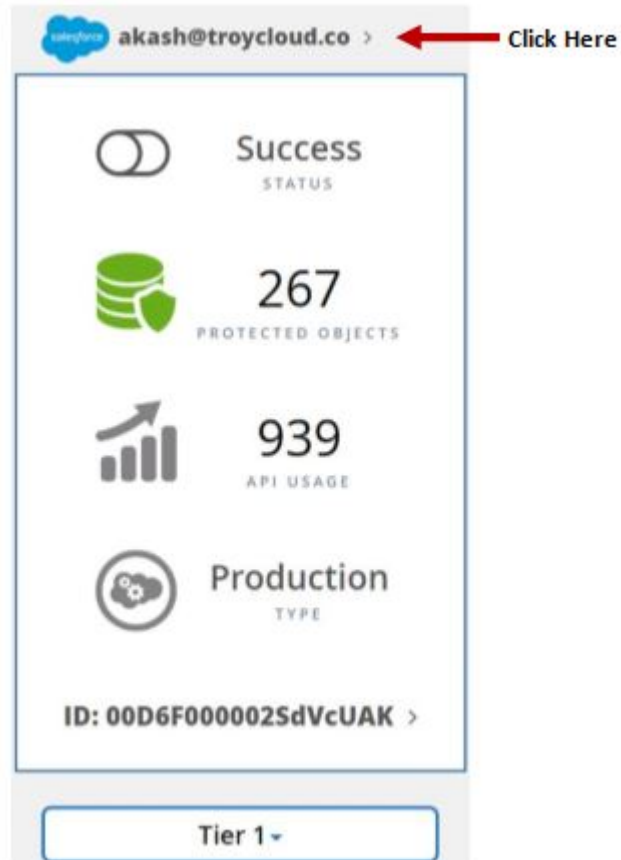 salesforce akash@troycloud.co > Click Here
Success
STATUS
267
PROTECTED OBJECTS
939
API USAGE
Production
TYPE
ID: 00D6F000002SdVcUAK >
Tier 1